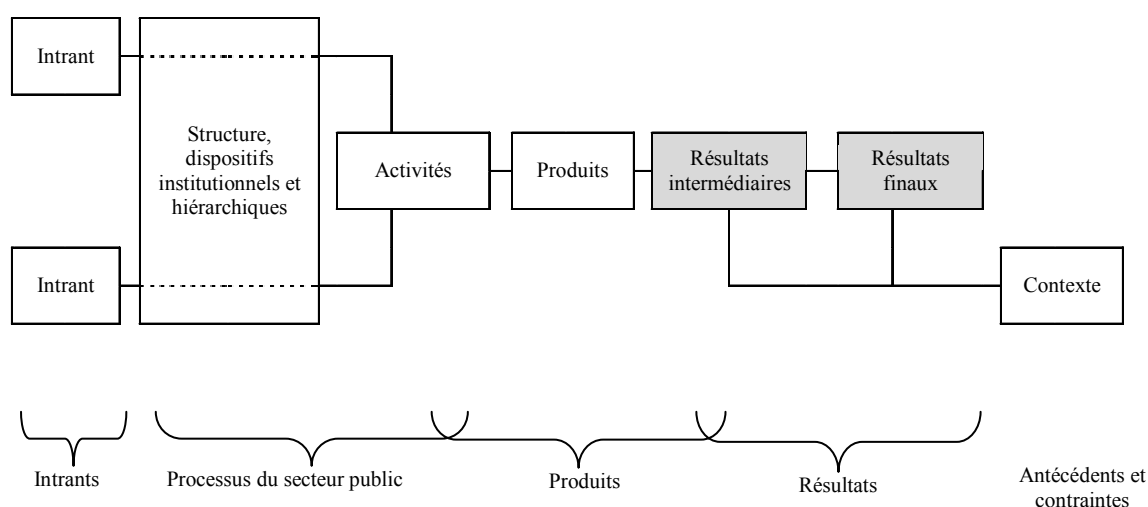 Intrant
Structure,
dispositifs
institutionnels et
hiérarchiques
Intrant
Activités
Produits
Résultats
intermédiaires
Résultats
finaux
Contexte
Intrants
Processus du secteur public
Produits
Résultats
Antécédents et
contraintes